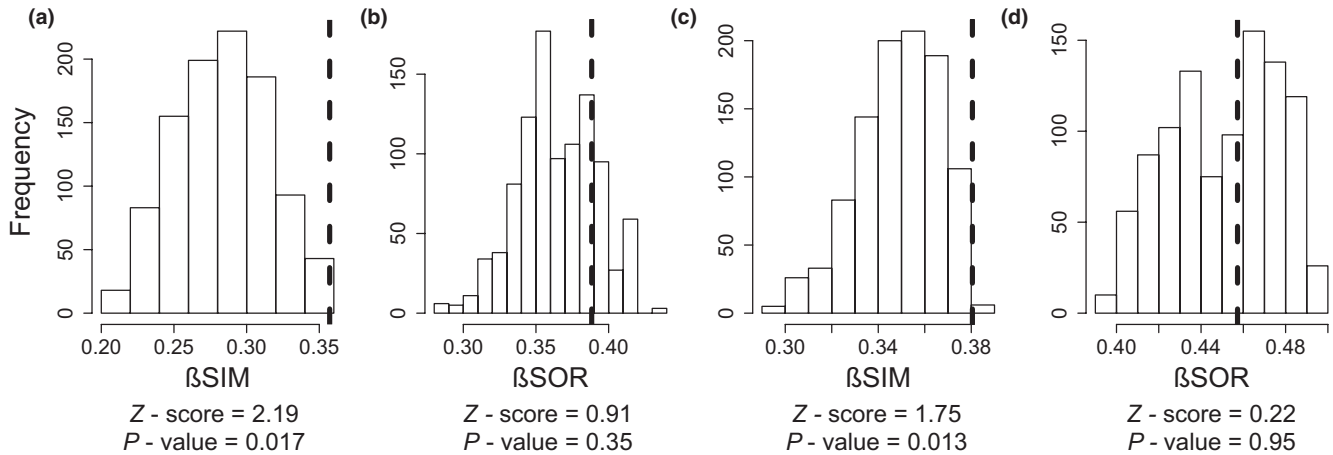 (a) (b) (c) (d)
Frequency
0 50 100 150 200
0 50 100 150
0 50 100 150 200
0 50 100 150
0.20 0.25 0.30 0.35
0.30 0.35 0.40
0.30 0.34 0.38
0.40 0.44 0.48
ßSIM ßSOR ßSIM ßSOR
Z - score = 2.19 Z - score = 0.91 Z - score = 1.75 Z - score = 0.22
P - value = 0.017 P - value = 0.35 P - value = 0.013 P - value = 0.95